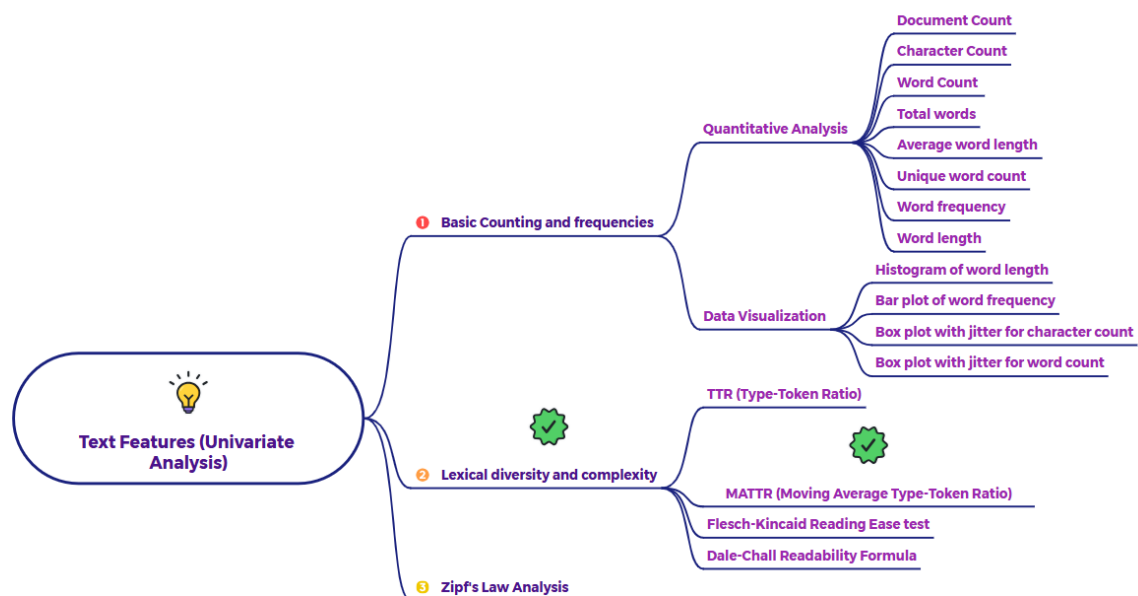 Text Features (Univariate
Analysis)
1 Basic Counting and frequencies
Quantitative Analysis
Document Count
Character Count
Word Count
Total words
Average word length
Unique word count
Word frequency
Word length
Data Visualization
Histogram of word length
Bar plot of word frequency
Box plot with jitter for character count
Box plot with jitter for word count
2 Lexical diversity and complexity
TTR (Type-Token Ratio)
MATTR (Moving Average Type-Token Ratio)
Flesch-Kincaid Reading Ease test
Dale-Chall Readability Formula
3 Zipf's Law Analysis